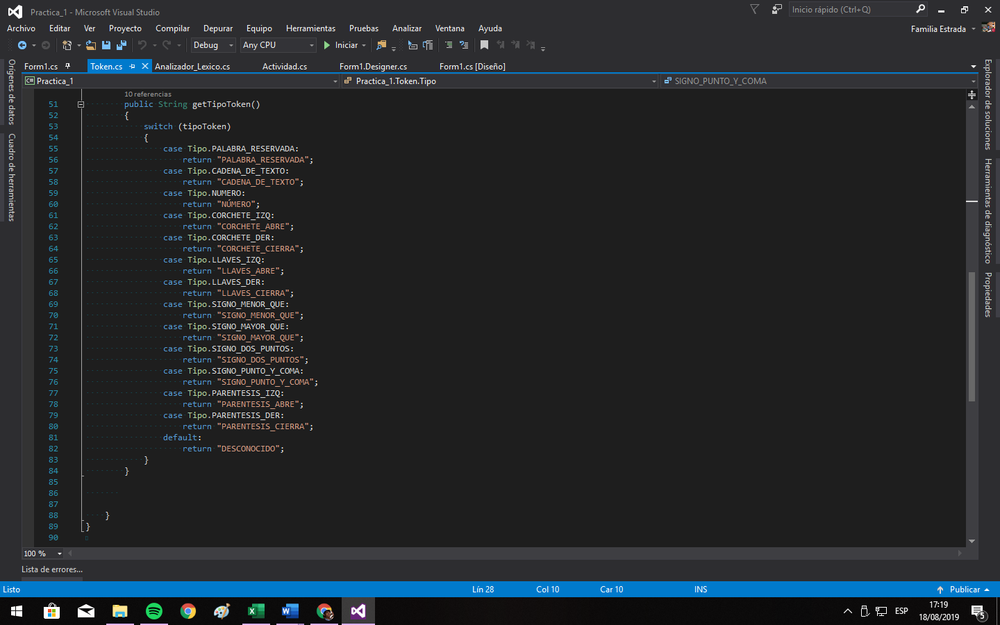 Practica_1 - Microsoft Visual Studio
Inicio rápido (Ctrl+Q)
Archivo Editar Ver Proyecto Compilar Depurar Equipo Herramientas Pruebas Analizar Ventana Ayuda
Familia Estrada
Debug Any CPU Iniciar
Form1.cs Token.cs Analizador_Lexico.cs Actividad.cs Form1.Designer.cs Form1.cs [Diseño]
C# Practica_1 Practica_1.Token.Tipo SIGNO_PUNTO_Y_COMA
Orígenes de datos
Cuadro de herramientas
Explorador de soluciones
Herramientas de diagnóstico
Propiedades
10 referencias
51 public String getTipoToken()
52 {
53 switch (tipoToken)
54 {
55 case Tipo.PALABRA_RESERVADA:
56 return "PALABRA_RESERVADA";
57 case Tipo.CADENA_DE_TEXTO:
58 return "CADENA_DE_TEXTO";
59 case Tipo.NUMERO:
60 return "NÚMERO";
61 case Tipo.CORCHETE_IZQ:
62 return "CORCHETE_ABRE";
63 case Tipo.CORCHETE_DER:
64 return "CORCHETE_CIERRA";
65 case Tipo.LLAVES_IZQ:
66 return "LLAVES_ABRE";
67 case Tipo.LLAVES_DER:
68 return "LLAVES_CIERRA";
69 case Tipo.SIGNO_MENOR_QUE:
70 return "SIGNO_MENOR_QUE";
71 case Tipo.SIGNO_MAYOR_QUE:
72 return "SIGNO_MAYOR_QUE";
73 case Tipo.SIGNO_DOS_PUNTOS:
74 return "SIGNO_DOS_PUNTOS";
75 case Tipo.SIGNO_PUNTO_Y_COMA:
76 return "SIGNO_PUNTO_Y_COMA";
77 case Tipo.PARENTESIS_IZQ:
78 return "PARENTESIS_ABRE";
79 case Tipo.PARENTESIS_DER:
80 return "PARENTESIS_CIERRA";
81 default:
82 return "DESCONOCIDO";
83 }
84 }
85
86
87
88 }
89 }
90
100 %
Lista de errores...
Listo Lín 28 Col 10 Car 10 INS Publicar
ESP
17:19
18/08/2019
5